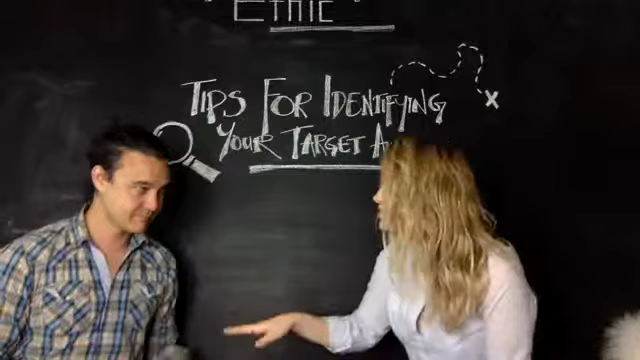 ETHIC
TIPS FOR IDENTIFYING
YOUR TARGET A
X